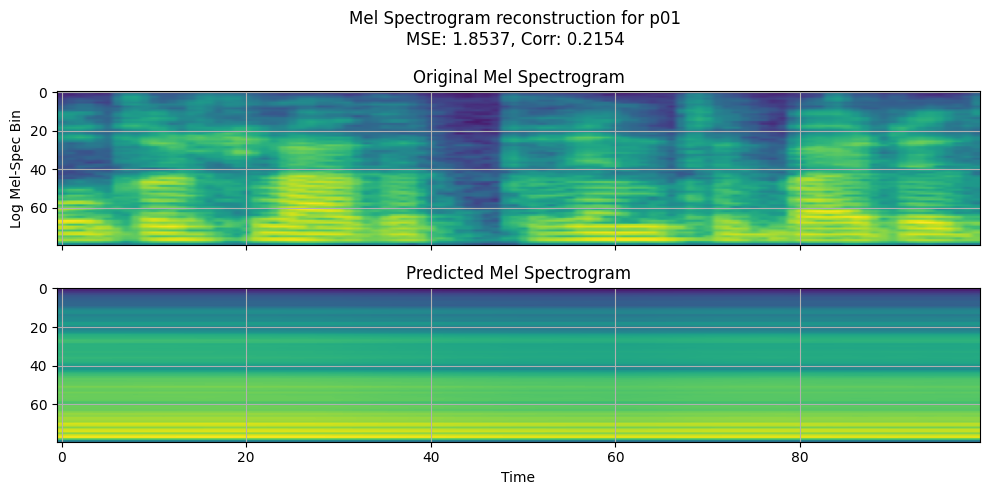 Mel Spectrogram reconstruction for p01
MSE: 1.8537, Corr: 0.2154
Original Mel Spectrogram
Log Mel-Spec Bin
0
20
40
60
Predicted Mel Spectrogram
0
20
40
60
0 20 40 60 80
Time